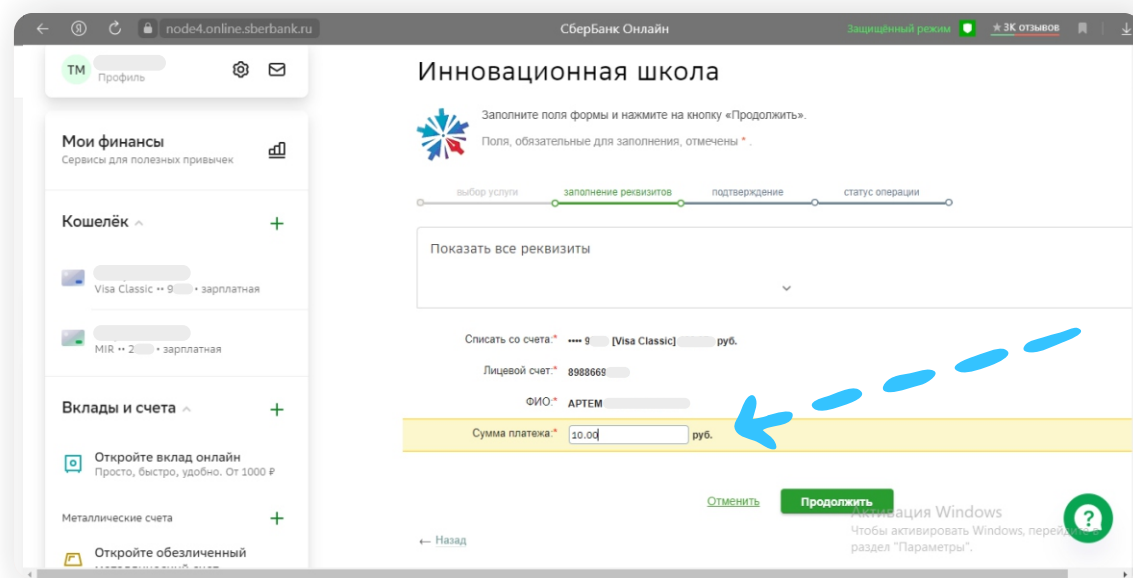 node4.online.sberbank.ru
СберБанк Онлайн
Защищённый режим
★ 3К отзывов
ТМ
Профиль
Мои финансы
Сервисы для полезных привычек
Кошелёк
Visa Classic •• 9 • зарплатная
MIR •• 2 • зарплатная
Вклады и счета
Откройте вклад онлайн
Просто, быстро, удобно. От 1000 ₽
Металлические счета
Откройте обезличенный
металлический счет
Инновационная школа
Заполните поля формы и нажмите на кнопку «Продолжить».
Поля, обязательные для заполнения, отмечены * .
выбор услуги
заполнение реквизитов
подтверждение
статус операции
Показать все реквизиты
Списать со счета:* •••• 9 [Visa Classic] руб.
Лицевой счет:* 8988669
ФИО:* АРТЕМ
Сумма платежа:* 10.00 руб.
Отменить
Продолжить
← Назад
Активация Windows
Чтобы активировать Windows, перейдите в
раздел "Параметры".
?